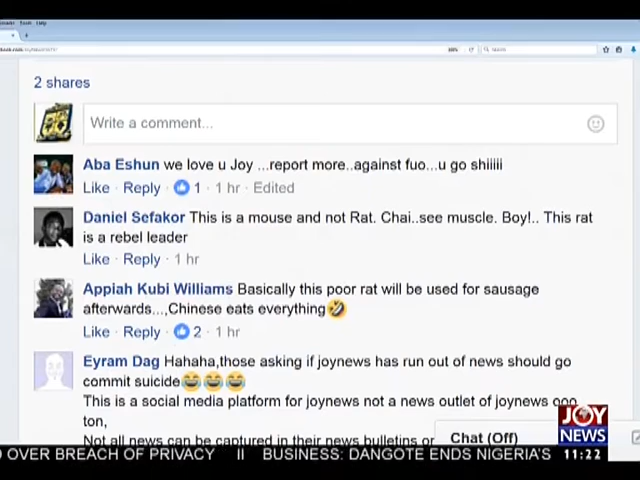 2 shares
Write a comment...
Aba Eshun we love u Joy ...report more..against fuo...u go shiiiii
Like · Reply · 1 · 1 hr · Edited
Daniel Sefakor This is a mouse and not Rat. Chai..see muscle. Boy!.. This rat
is a rebel leader
Like · Reply · 1 hr
Appiah Kubi Williams Basically this poor rat will be used for sausage
afterwards...,Chinese eats everything🤣
Like · Reply · 2 · 1 hr
Eyram Dag Hahaha,those asking if joynews has run out of news should go
commit suicide😂😂😂
This is a social media platform for joynews not a news outlet of joynews ooo
ton,
Not all news can be captured in their news bulletins or
Chat (Off)
JOY
NEWS
O OVER BREACH OF PRIVACY II BUSINESS: DANGOTE ENDS NIGERIA'S
11:22